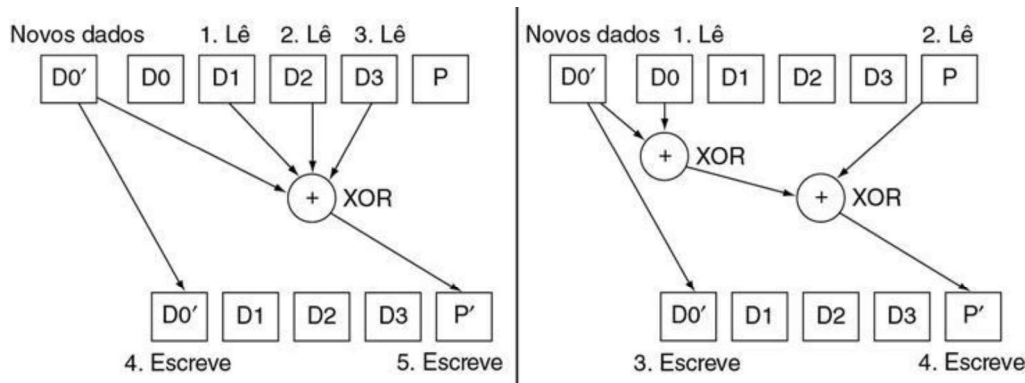 Novos dados 1. Lê 2. Lê 3. Lê
D0′ D0 D1 D2 D3 P
+ XOR
D0′ D1 D2 D3 P′
4. Escreve 5. Escreve
Novos dados 1. Lê 2. Lê
D0′ D0 D1 D2 D3 P
+ XOR
+ XOR
D0′ D1 D2 D3 P′
3. Escreve 4. Escreve